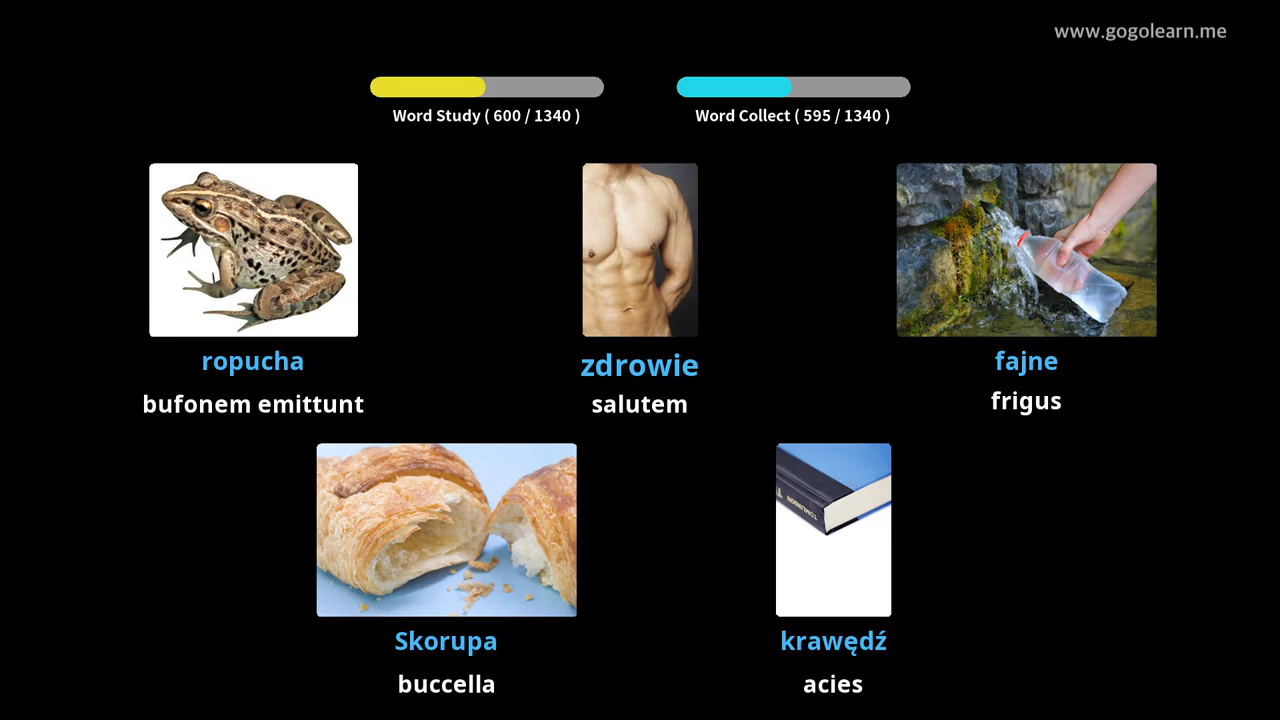 www.gogolearn.me
Word Study ( 600 / 1340 )
Word Collect ( 595 / 1340 )
ropucha
bufonem emittunt
zdrowie
salutem
fajne
frigus
Skorupa
buccella
TOMLINSON
krawędź
acies